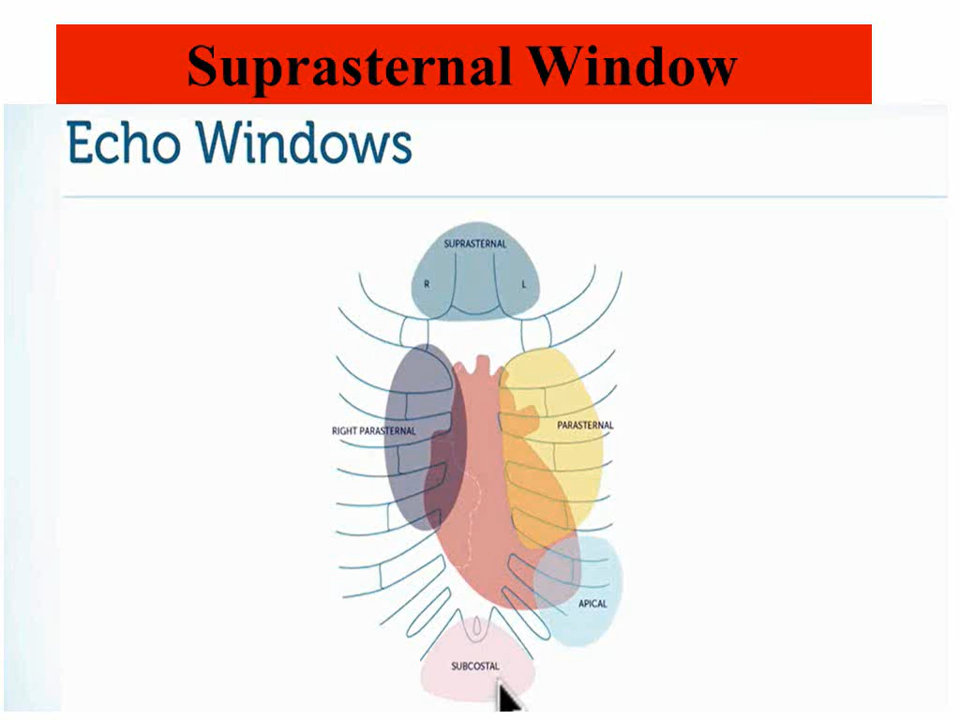 Suprasternal Window
Echo Windows
SUPRASTERNAL
R L
RIGHT PARASTERNAL
PARASTERNAL
APICAL
SUBCOSTAL